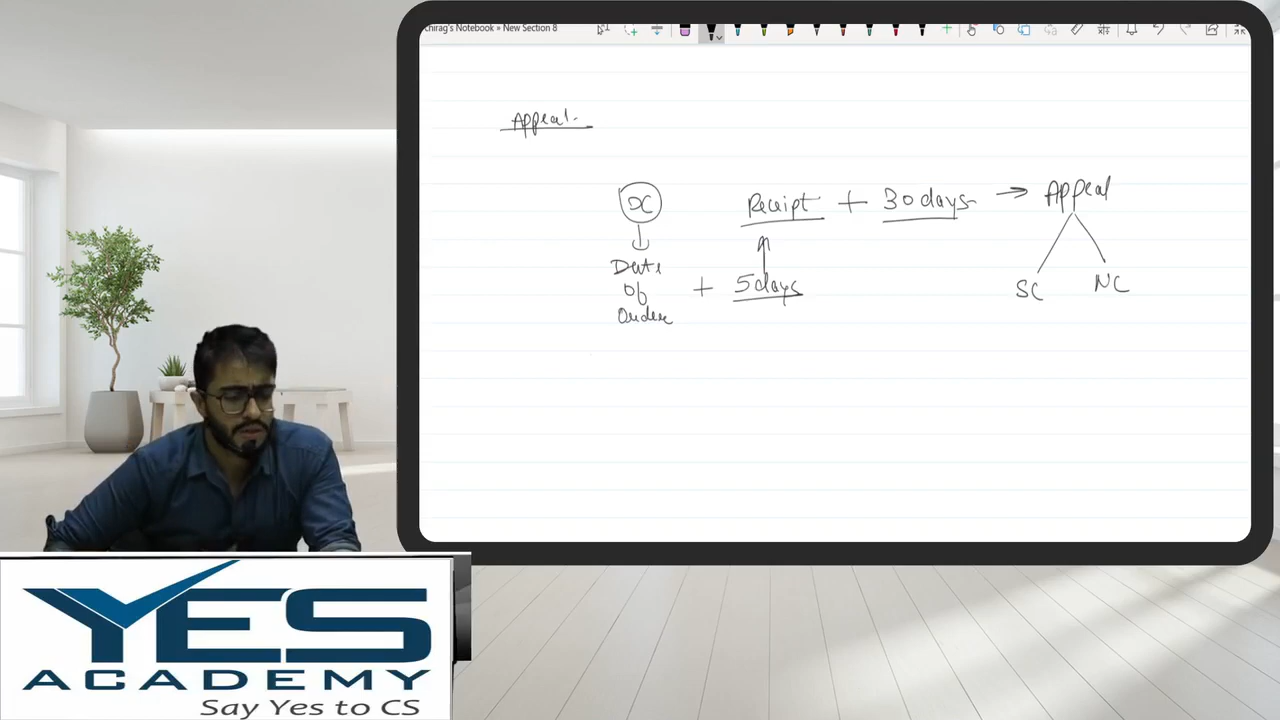 chirag's Notebook » New Section 8
Appeal.
DC
Receipt + 30 days → Appeal
Date
of
Order
+ 5 days
SC NC
YES
ACADEMY
Say Yes to CS